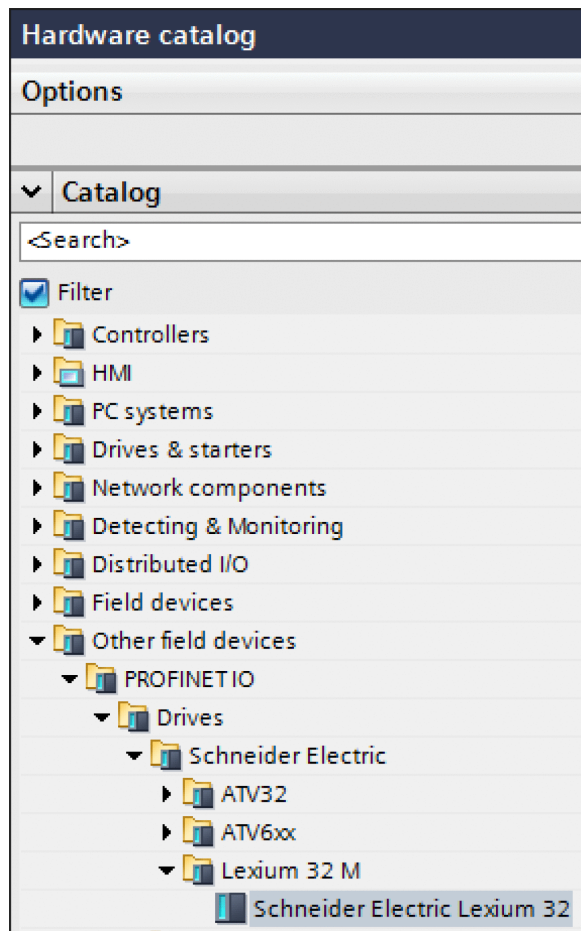 Hardware catalog
Options
Catalog
<Search>
Filter
Controllers
HMI
PC systems
Drives & starters
Network components
Detecting & Monitoring
Distributed I/O
Field devices
Other field devices
PROFINET IO
Drives
Schneider Electric
ATV32
ATV6xx
Lexium 32 M
Schneider Electric Lexium 32